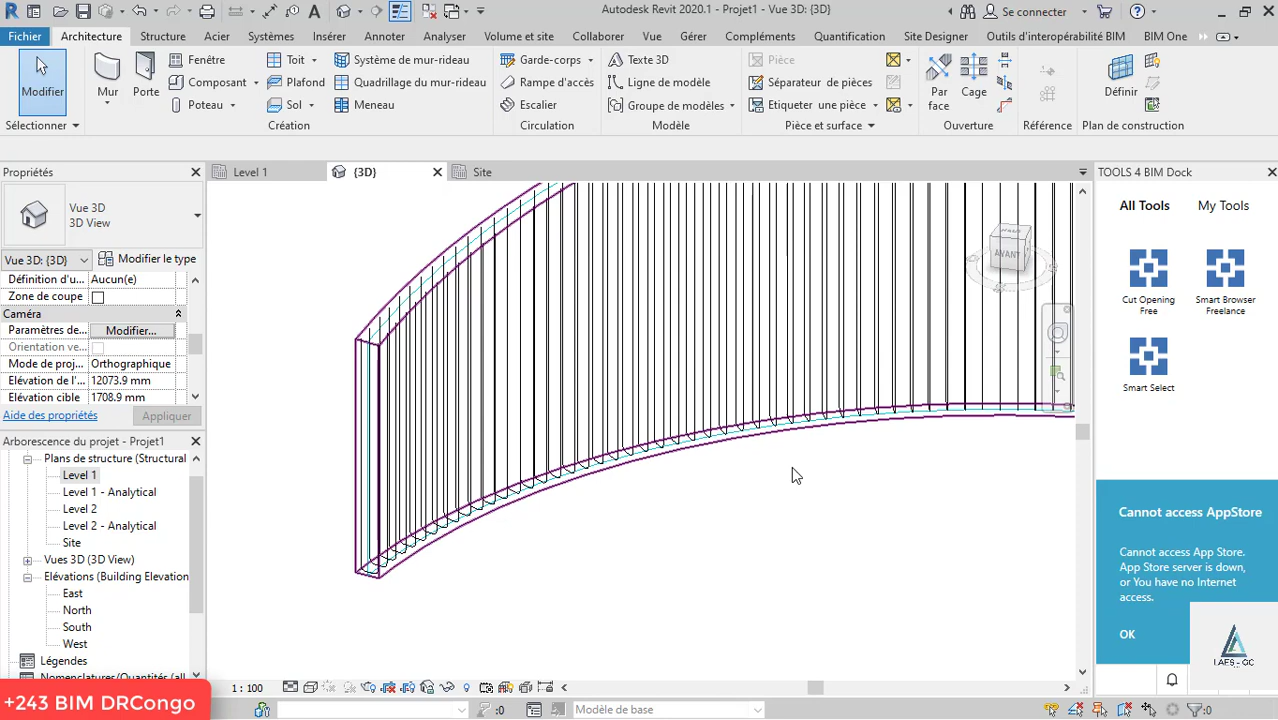 Autodesk Revit 2020.1 - Projet1 - Vue 3D: {3D}
Se connecter
Fichier Architecture Structure Acier Systèmes Insérer Annoter Analyser Volume et site Collaborer Vue Gérer Compléments Quantification Site Designer Outils d'interopérabilité BIM BIM One
Modifier
Sélectionner
Mur
Porte
Fenêtre
Composant
Poteau
Toit
Plafond
Sol
Système de mur-rideau
Quadrillage du mur-rideau
Meneau
Création
Garde-corps
Rampe d'accès
Escalier
Circulation
Texte 3D
Ligne de modèle
Groupe de modèles
Modèle
Pièce
Séparateur de pièces
Etiqueter une pièce
Pièce et surface
Par face
Cage
Ouverture
Référence
Définir
Plan de construction
Propriétés
Vue 3D
3D View
Vue 3D: {3D}
Modifier le type
Définition d'u... Aucun(e)
Zone de coupe
Caméra
Paramètres de... Modifier...
Orientation ve...
Mode de proj... Orthographique
Elévation de l'... 12073.9 mm
Elévation cible 1708.9 mm
Aide des propriétés
Appliquer
Arborescence du projet - Projet1
Plans de structure (Structural
Level 1
Level 1 - Analytical
Level 2
Level 2 - Analytical
Site
Vues 3D (3D View)
Elévations (Building Elevation
East
North
South
West
Légendes
Nomenclatures/Quantités (all
+243 BIM DRCongo
Level 1
{3D}
Site
HAUT
AVANT
1 : 100
:0
Modèle de base
:0
TOOLS 4 BIM Dock
All Tools
My Tools
Cut Opening
Free
Smart Browser
Freelance
Smart Select
Cannot access AppStore
Cannot access App Store.
App Store server is down,
or You have no Internet
access.
OK
LAES-GC